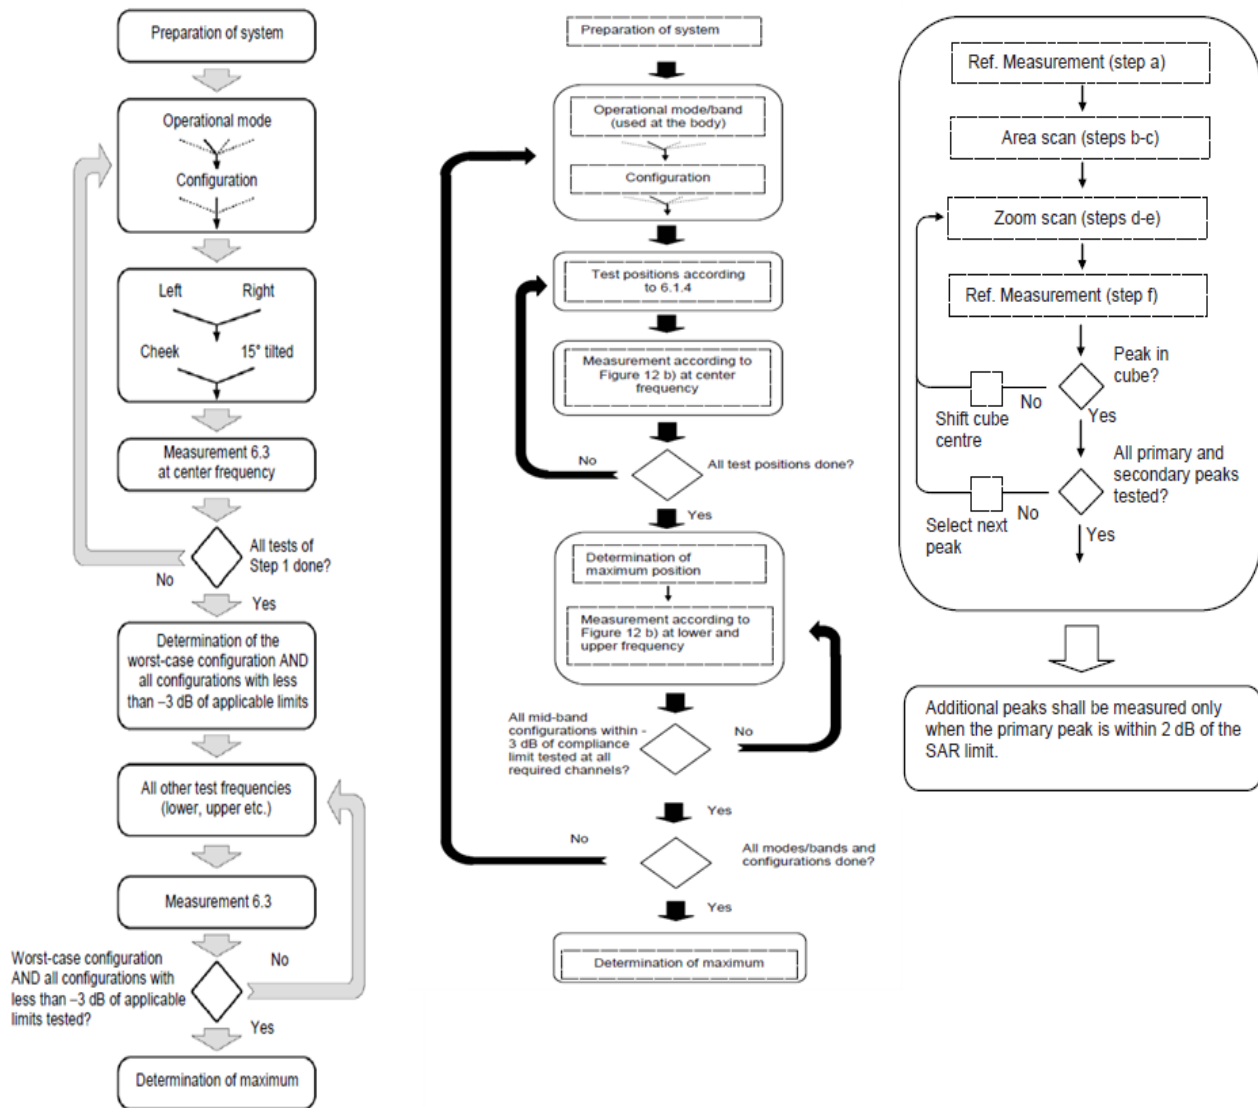 Preparation of system
Operational mode
Configuration
Left Right
Cheek 15° tilted
Measurement 6.3
at center frequency
All tests of
Step 1 done?
No
Yes
Determination of the
worst-case configuration AND
all configurations with less
than –3 dB of applicable limits
All other test frequencies
(lower, upper etc.)
Measurement 6.3
Worst-case configuration
AND all configurations with
less than –3 dB of applicable
limits tested?
No
Yes
Determination of maximum
Preparation of system
Operational mode/band
(used at the body)
Configuration
Test positions according
to 6.1.4
Measurement according to
Figure 12 b) at center
frequency
No
All test positions done?
Yes
Determination of
maximum position
Measurement according to
Figure 12 b) at lower and
upper frequency
All mid-band
configurations within -
3 dB of compliance
limit tested at all
required channels?
No
Yes
No
All modes/bands and
configurations done?
Yes
Determination of maximum
Ref. Measurement (step a)
Area scan (steps b-c)
Zoom scan (steps d-e)
Ref. Measurement (step f)
Peak in
cube?
No
Shift cube
centre
Yes
All primary and
secondary peaks
tested?
No
Select next
peak
Yes
Additional peaks shall be measured only
when the primary peak is within 2 dB of the
SAR limit.